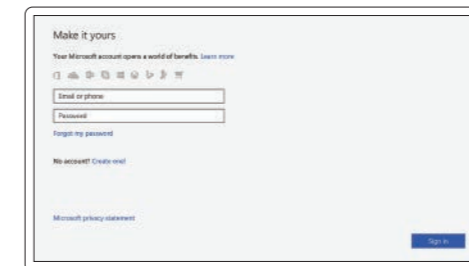 Make it yours
Your Microsoft account opens a world of benefits. Learn more
Email or phone
Password
Forgot my password
No account? Create one!
Microsoft privacy statement
Sign in